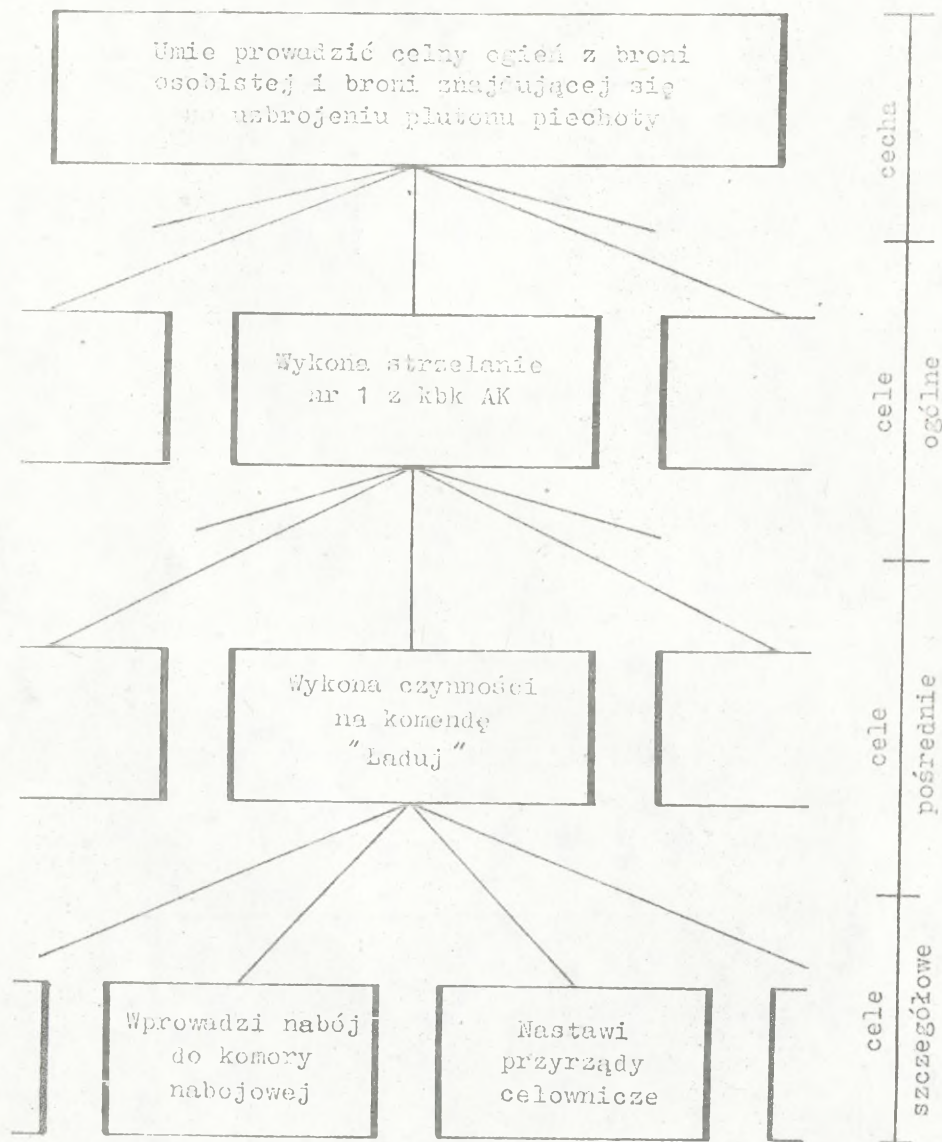 Umie prowadzić celny ogień z broni
osobistej i broni znajdującej się
uzbrojeniu plutonu piechoty
cecha
Wykona strzelanie
nr 1 z kbk AK
cele
ogólne
Wykona czynności
na komendę
"Ładuj"
cele
pośrednie
Wprowadzi nabój
do komory
nabojowej
Nastawi
przyrządy
celownicze
cele
szczegółowe